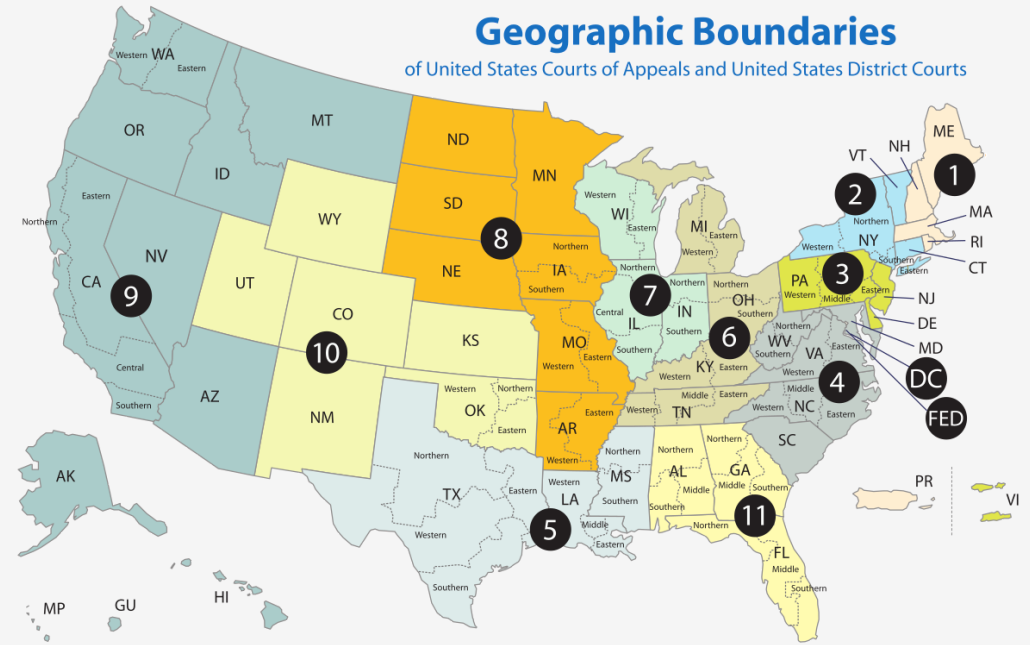 Geographic Boundaries
of United States Courts of Appeals and United States District Courts
Western WA
Eastern
OR
MT
ID
Eastern
Northern
NV
CA
9
Central
Southern
AZ
WY
UT
CO
10
NM
KS
Western
Northern
OK
Eastern
ND
MN
SD
8
NE
Northern
IA
Southern
MO
Eastern
Western
AR
Eastern
Western
Western
WI
Eastern
Northern
7
Northern
Central
IL
IN
Southern
Southern
MI
Eastern
Western
Northern
OH
Southern
6
KY
Western
Eastern
Middle
Eastern
Western
TN
ME
NH
VT
1
2
MA
Northern
RI
NY
Western
CT
Southern
Eastern
PA
3
Western
Middle
Eastern
NJ
DE
MD
DC
FED
Northern
WV
Southern
VA
Eastern
Western
4
Middle
Western
NC
Eastern
SC
Northern
TX
Eastern
Western
Southern
Western
LA
5
Middle
Eastern
Northern
MS
Southern
Northern
AL
Middle
Southern
Northern
GA
Middle
Southern
11
Northern
FL
Middle
Southern
PR
VI
AK
HI
MP
GU